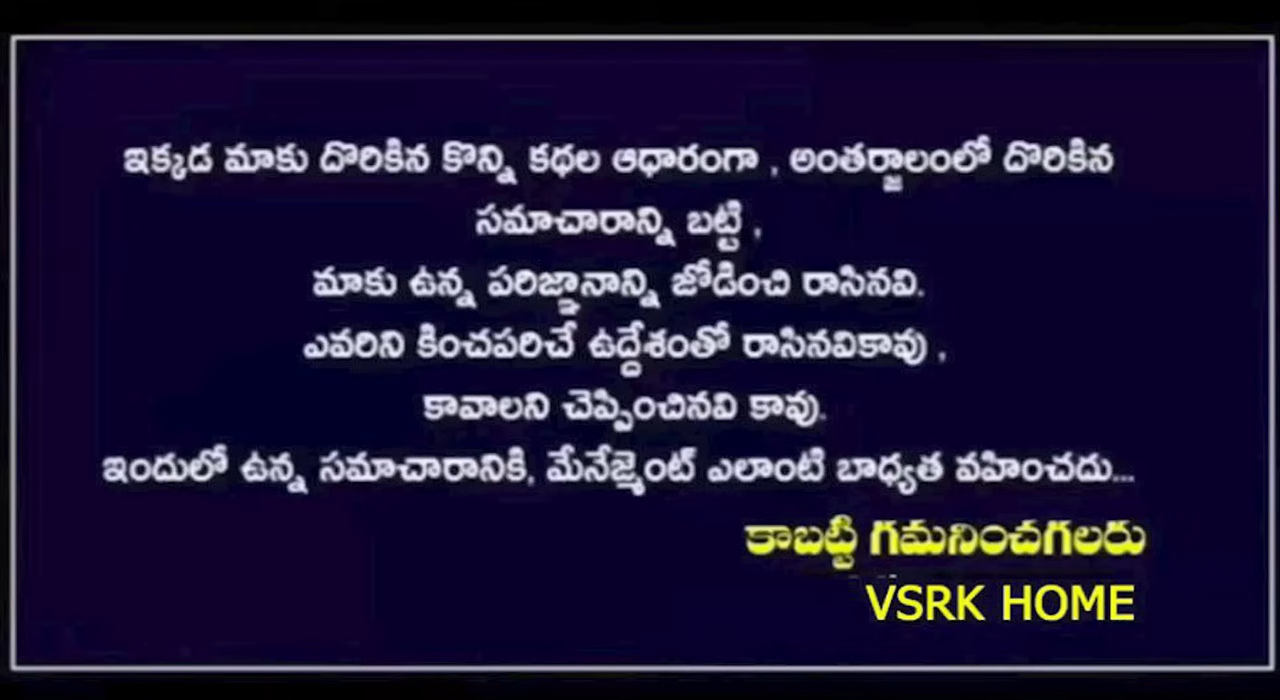 ఇక్కడ మాకు దొరికిన కొన్ని కథల ఆధారంగా , అంతర్జాలంలో దొరికిన
సమాచారాన్ని బట్టి ,
మాకు ఉన్న పరిజ్ఞానాన్ని జోడించి రాసినవి.
ఎవరిని కించపరిచే ఉద్దేశంతో రాసినవికావు ,
కావాలని చెప్పించినవి కావు.
ఇందులో ఉన్న సమాచారానికి, మేనేజ్మెంట్ ఎలాంటి బాధ్యత వహించదు...
కాబట్టి గమనించగలరు
VSRK HOME